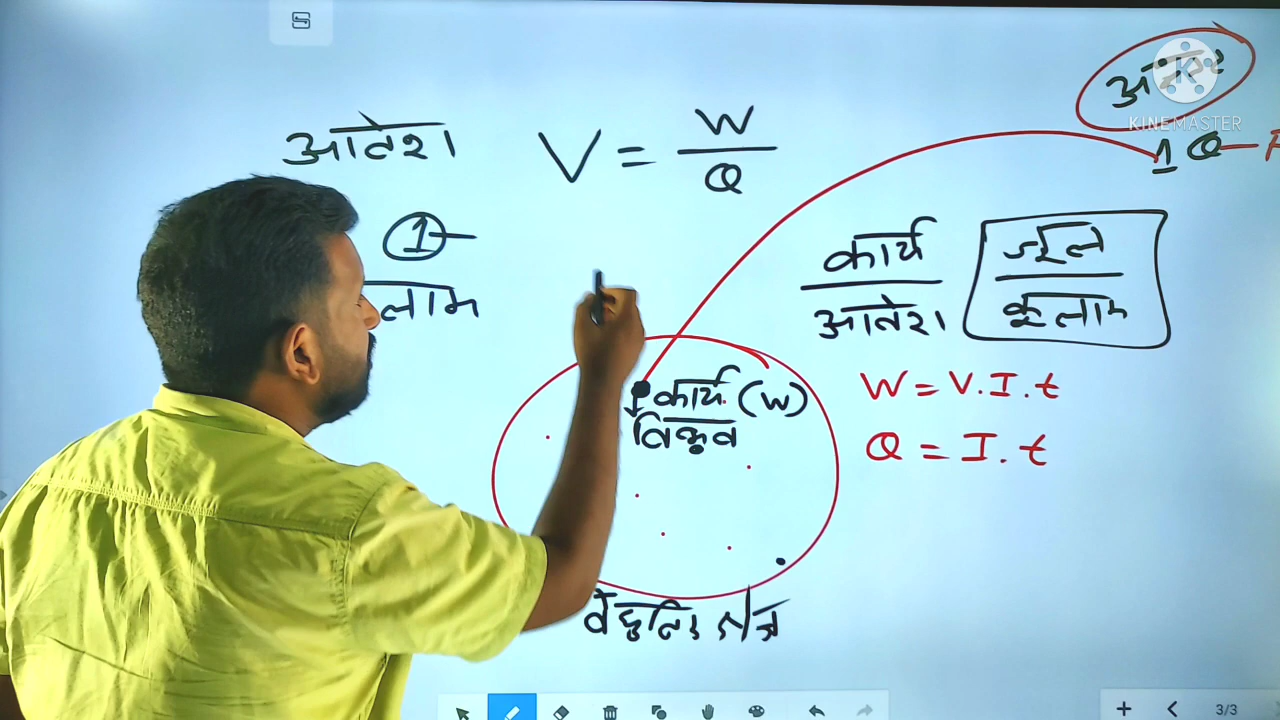 KINEMASTER
आवेश V = W / Q
1 Q
1
लाम
कार्य / आवेश जूल / कूलाम
कार्य (W)
विभव
W = V.I.t
Q = I.t
वैद्युतिक क्षेत्र
3/3